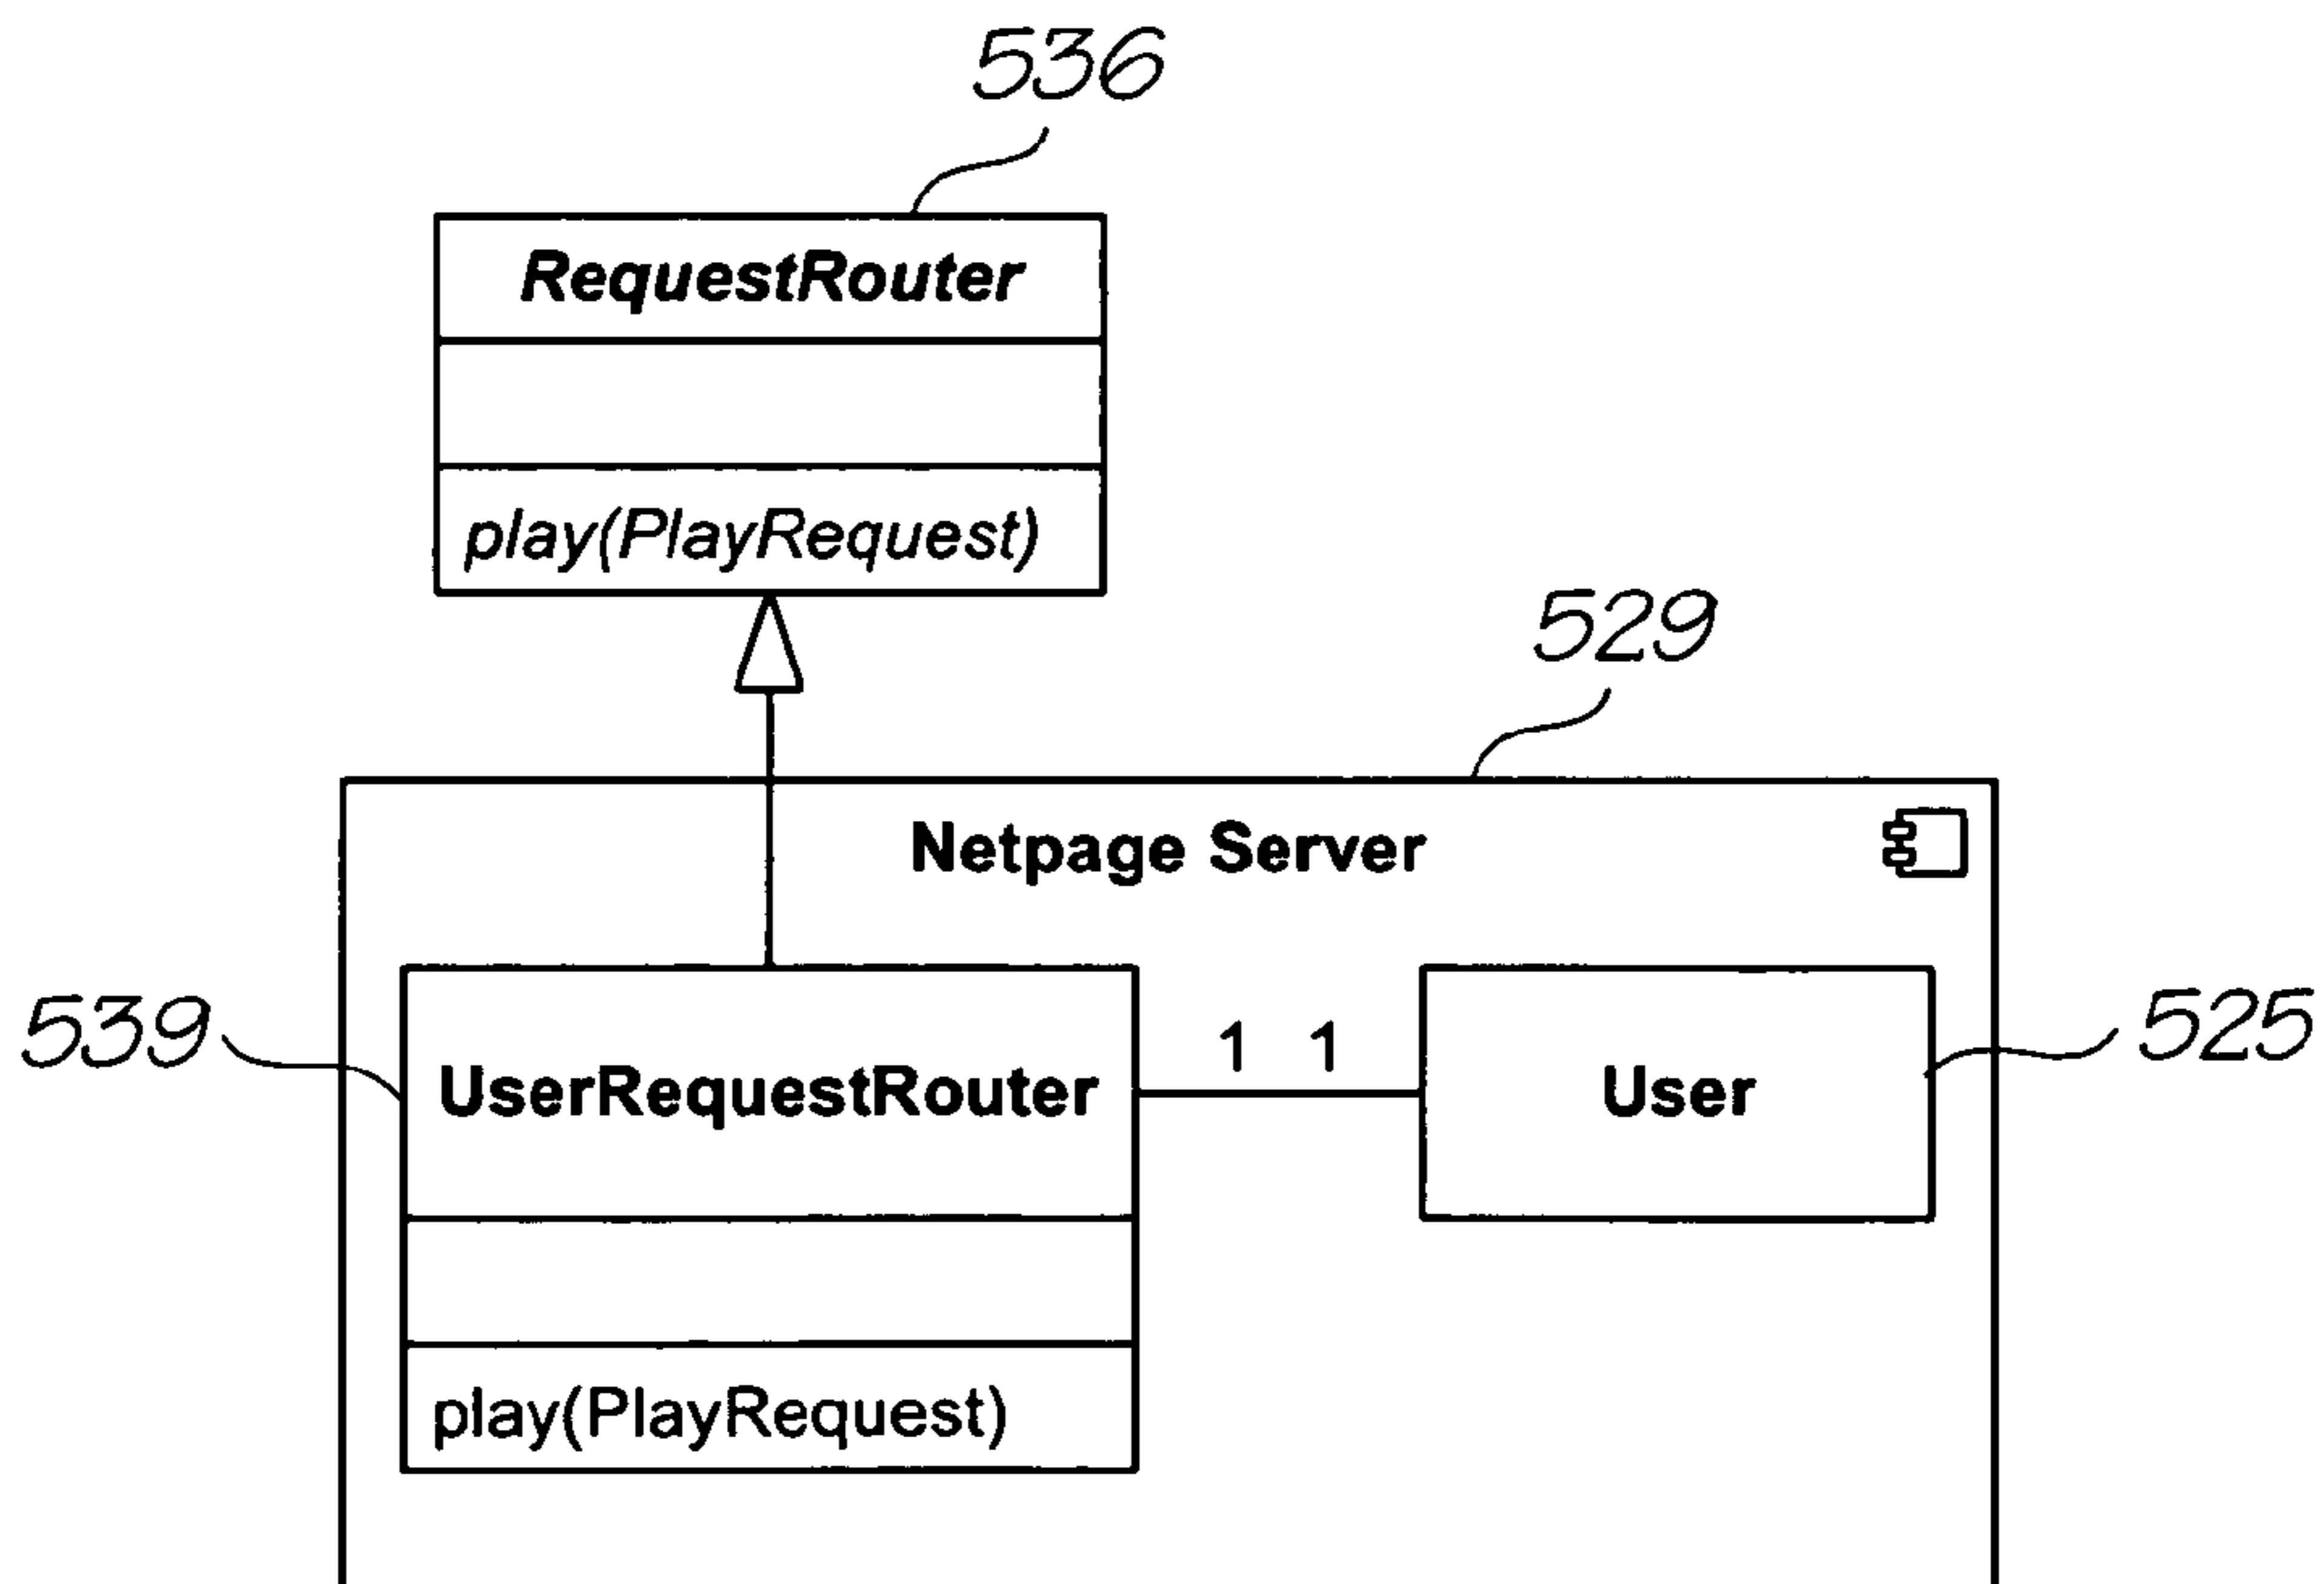 536
RequestRouter
play(PlayRequest)
529
Netpage Server
539
UserRequestRouter
1 1
User
525
play(PlayRequest)